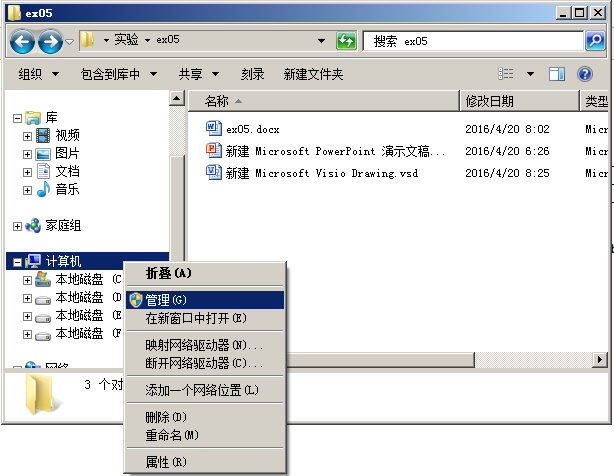 ex05
实验 ex05
搜索 ex05
组织 包含到库中 共享 刻录 新建文件夹
名称 修改日期 类型
库
视频
图片
文档
音乐
家庭组
计算机
本地磁盘 (C
本地磁盘 (D
本地磁盘 (E
本地磁盘 (F
网络
ex05.docx 2016/4/20 8:02 Micr
新建 Microsoft PowerPoint 演示文稿... 2016/4/20 6:26 Micr
新建 Microsoft Visio Drawing.vsd 2016/4/20 8:25 Micr
折叠(A)
管理(G)
在新窗口中打开(E)
映射网络驱动器(N)...
断开网络驱动器(C)...
添加一个网络位置(L)
删除(D)
重命名(M)
属性(R)
3 个对